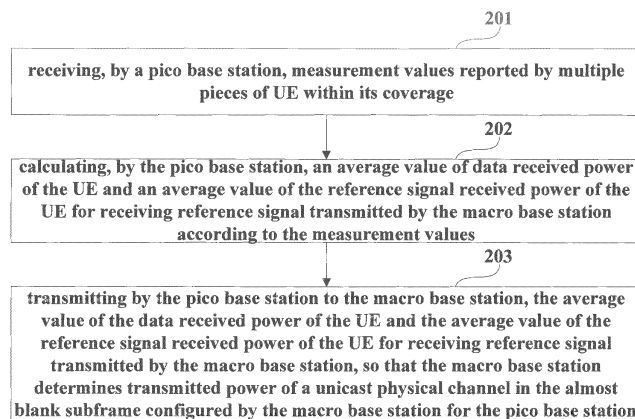 201
receiving, by a pico base station, measurement values reported by multiple
pieces of UE within its coverage
202
calculating, by the pico base station, an average value of data received power
of the UE and an average value of the reference signal received power of the
UE for receiving reference signal transmitted by the macro base station
according to the measurement values
203
transmitting by the pico base station to the macro base station, the average
value of the data received power of the UE and the average value of the
reference signal received power of the UE for receiving reference signal
transmitted by the macro base station, so that the macro base station
determines transmitted power of a unicast physical channel in the almost
blank subframe configured by the macro base station for the pico base station